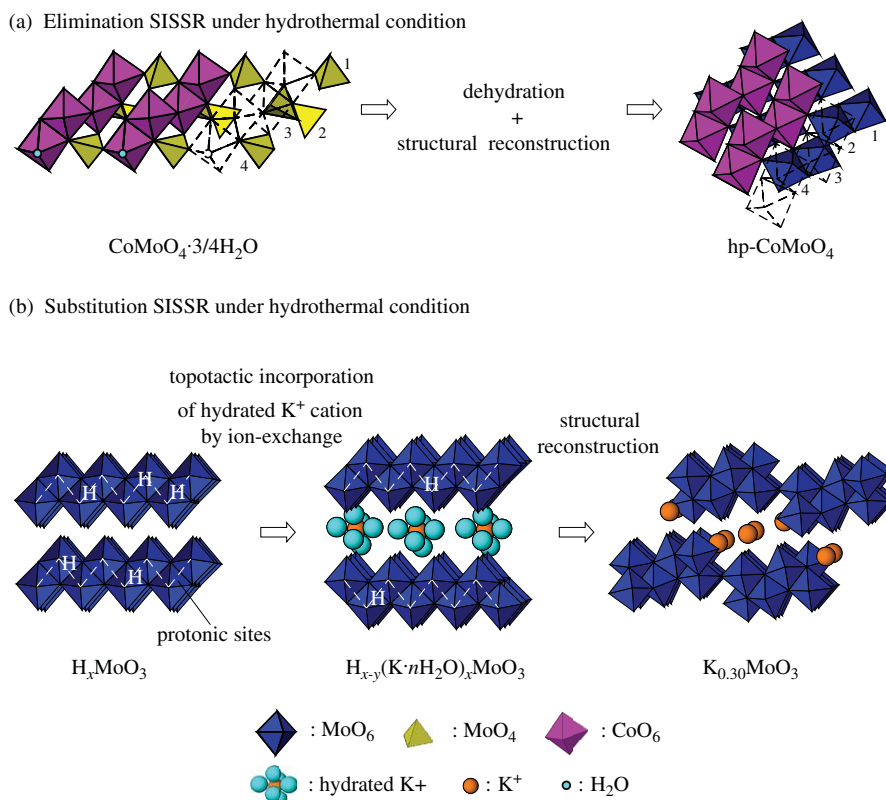 (a) Elimination SISSR under hydrothermal condition
1
2
3
4
dehydration
+
structural reconstruction
1
2
3
4
CoMoO₄·3/4H₂O
hp-CoMoO₄
(b) Substitution SISSR under hydrothermal condition
topotactic incorporation
of hydrated K⁺ cation
by ion-exchange
structural
reconstruction
H
H
H
H
H
H
H
protonic sites
HₓMoO₃
Hₓ₋ᵧ(K·nH₂O)ₓMoO₃
K₀.₃₀MoO₃
: MoO₆
: MoO₄
: CoO₆
: hydrated K+
: K⁺
: H₂O